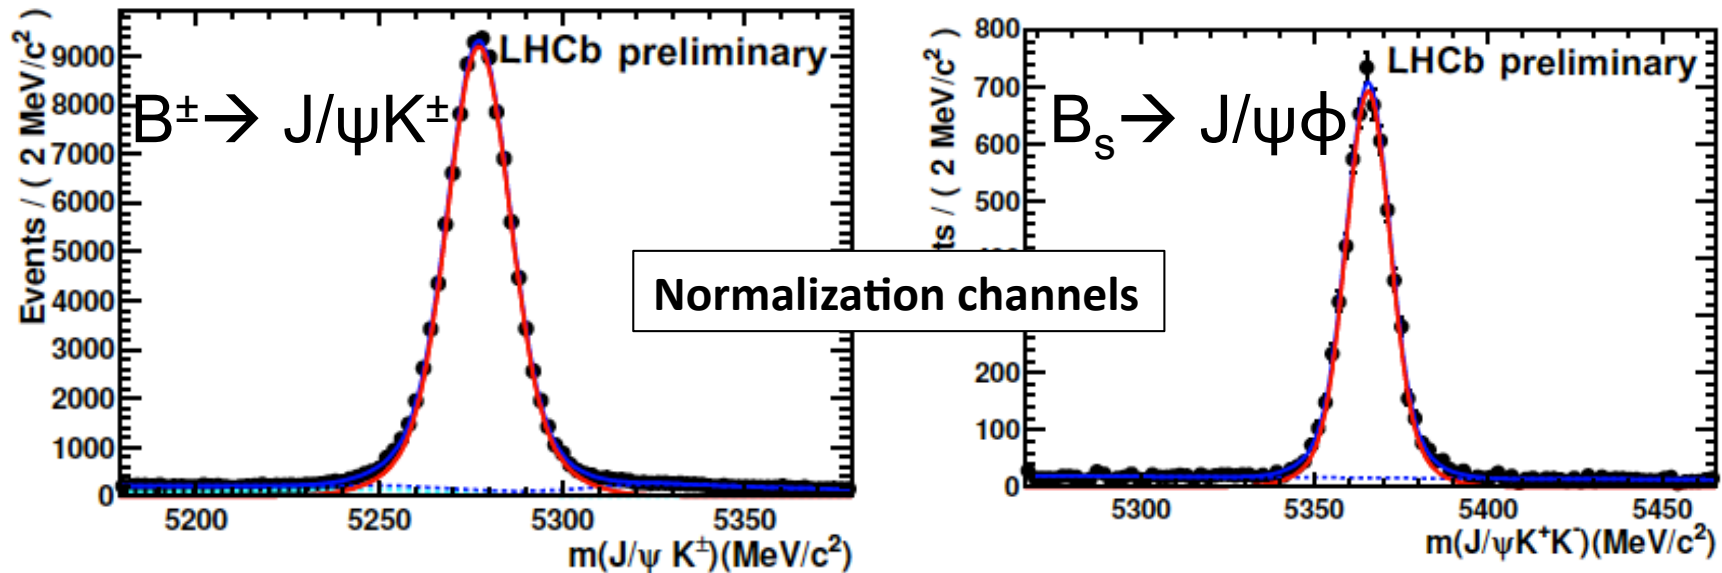 Events / ( 2 MeV/c²)
9000
8000
7000
6000
5000
4000
3000
2000
1000
0
LHCb preliminary
B± → J/ψK±
5200
5250
5300
5350
m(J/ψ K±)(MeV/c²)
Normalization channels
/ ( 2 MeV/c² )
800
700
600
500
200
100
0
LHCb preliminary
Bₛ → J/ψϕ
5300
5350
5400
5450
m(J/ψK⁺K⁻)(MeV/c²)